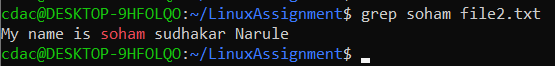 cdac@DESKTOP-9HFOLQO:~/LinuxAssignment$ grep soham file2.txt
My name is soham sudhakar Narule
cdac@DESKTOP-9HFOLQO:~/LinuxAssignment$